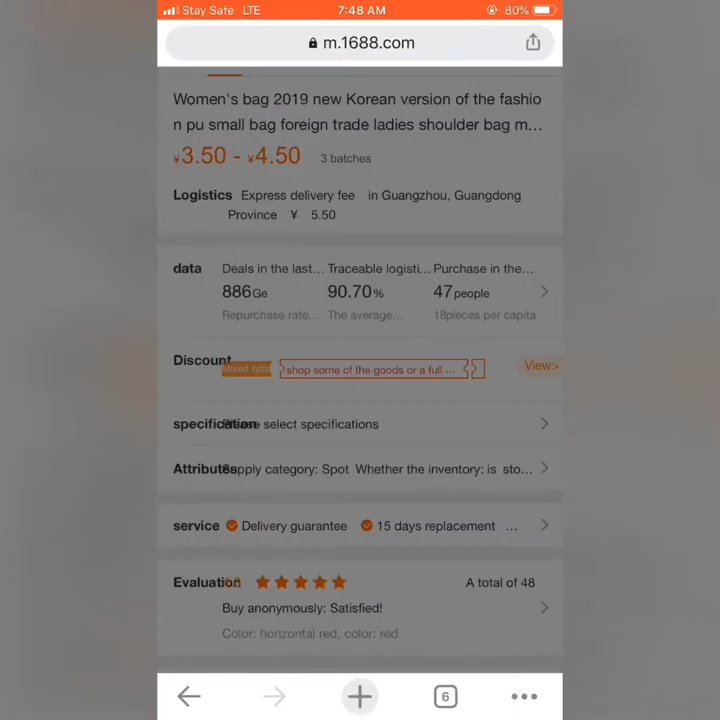 Stay Safe LTE 7:48 AM 80%
m.1688.com
Women's bag 2019 new Korean version of the fashio
n pu small bag foreign trade ladies shoulder bag m...
¥3.50 - ¥4.50 3 batches
Logistics Express delivery fee in Guangzhou, Guangdong
Province ¥ 5.50
data Deals in the last... Traceable logisti... Purchase in the...
886Ge 90.70% 47people
Repurchase rate... The average... 18pieces per capita
Discount Mixed batc shop some of the goods or a full ... View>
specification select specifications
Attributes pply category: Spot Whether the inventory: is sto...
service Delivery guarantee 15 days replacement ...
Evaluation A total of 48
Buy anonymously: Satisfied!
Color: horizontal red, color: red
6